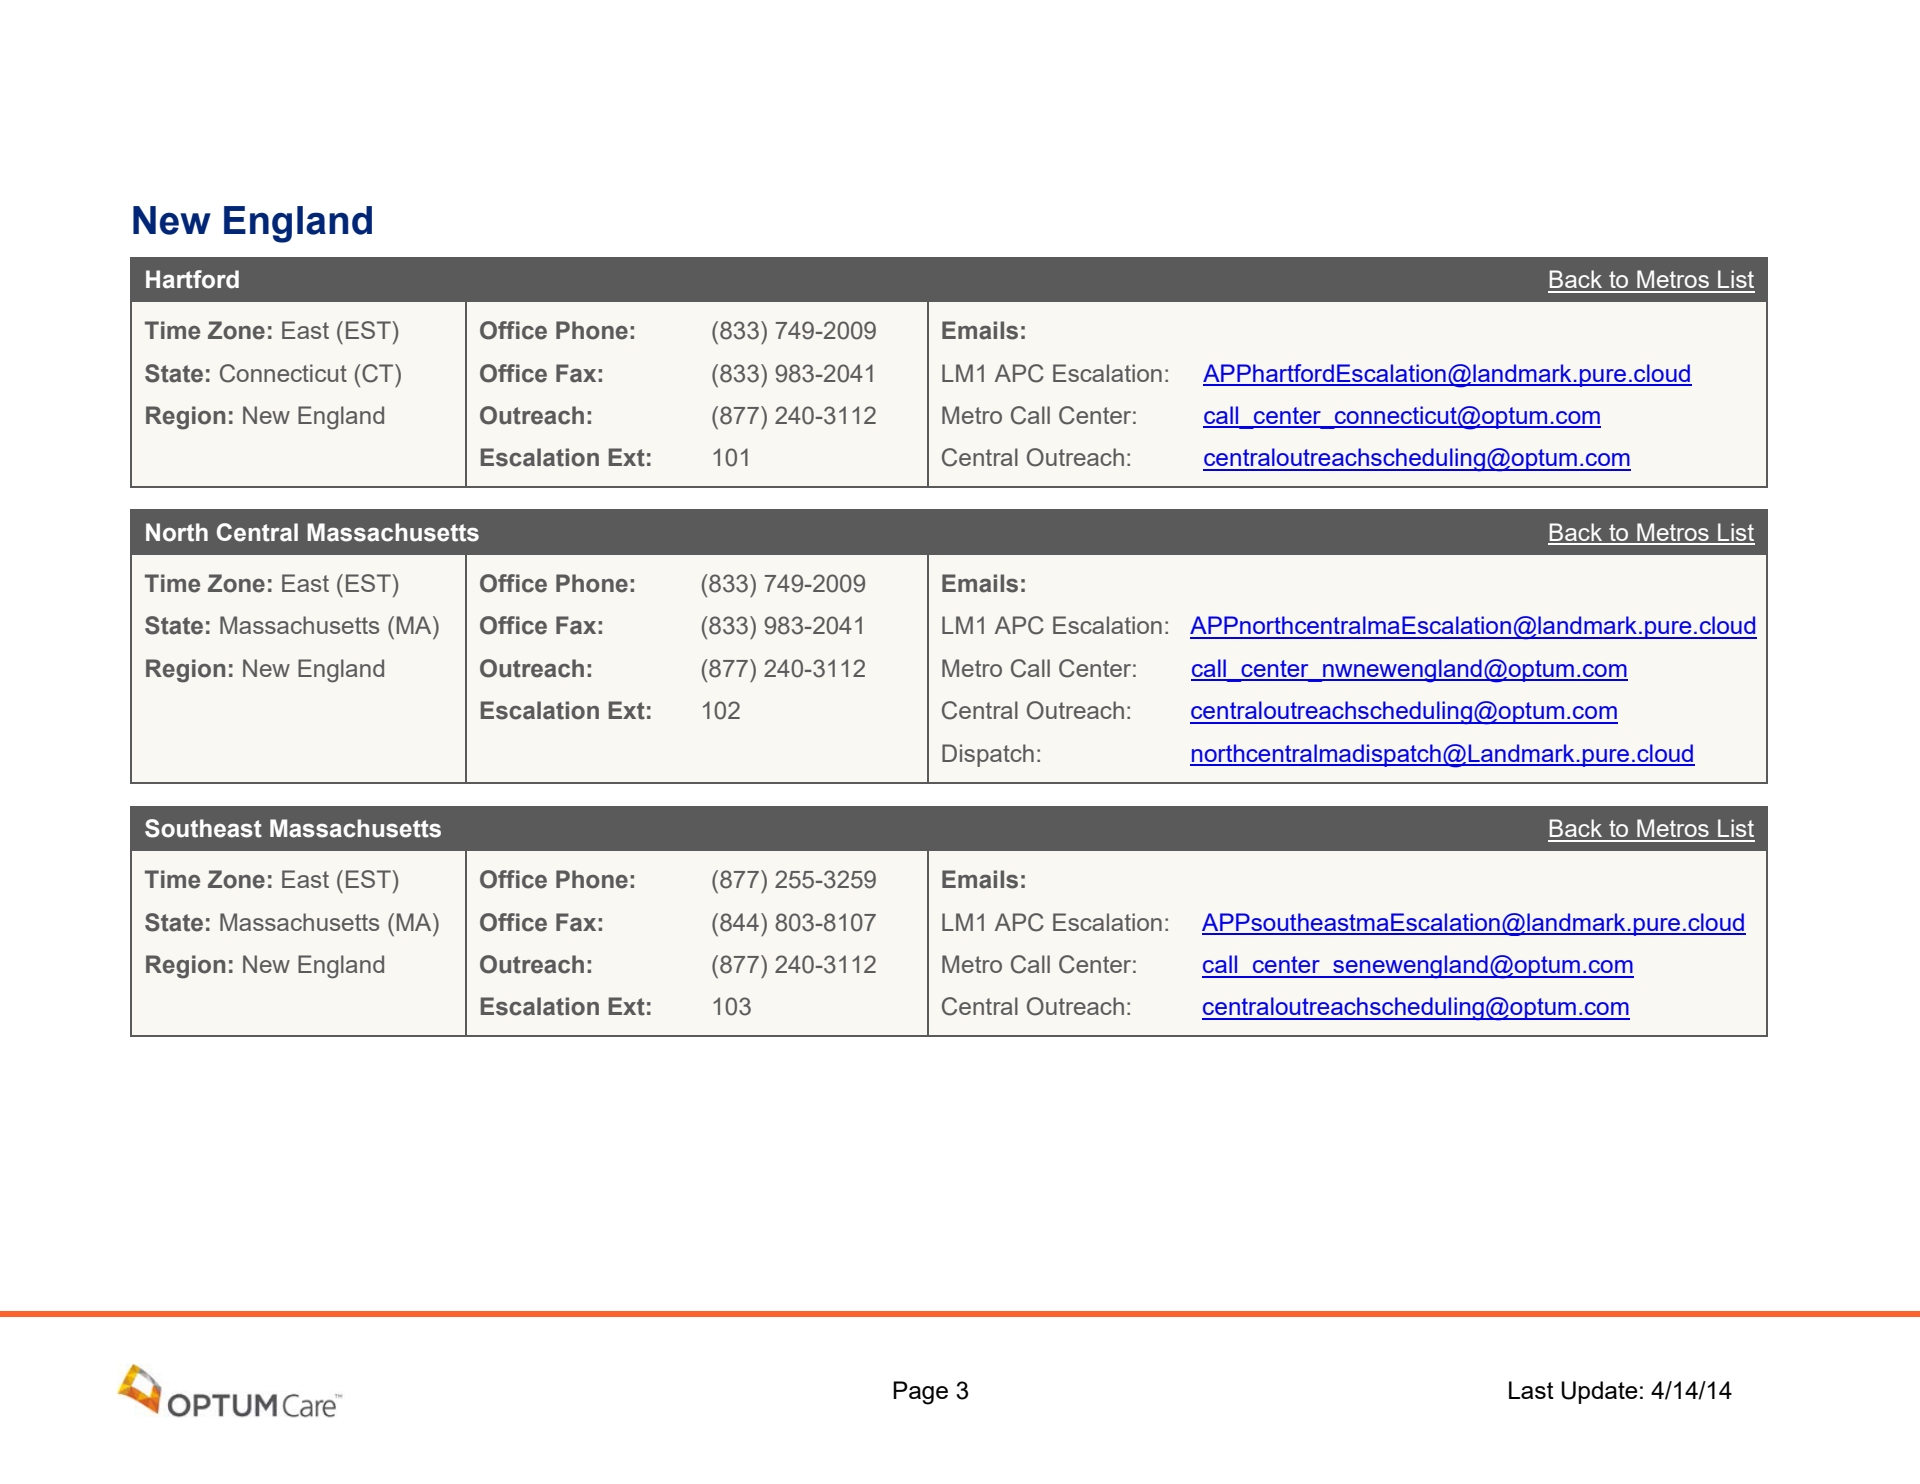 New England
Hartford Back to Metros List
Time Zone: East (EST) Office Phone: (833) 749-2009 Emails:
State: Connecticut (CT) Office Fax: (833) 983-2041 LM1 APC Escalation: APPhartfordEscalation@landmark.pure.cloud
Region: New England Outreach: (877) 240-3112 Metro Call Center: call_center_connecticut@optum.com
Escalation Ext: 101 Central Outreach: centraloutreachscheduling@optum.com
North Central Massachusetts Back to Metros List
Time Zone: East (EST) Office Phone: (833) 749-2009 Emails:
State: Massachusetts (MA) Office Fax: (833) 983-2041 LM1 APC Escalation: APPnorthcentralmaEscalation@landmark.pure.cloud
Region: New England Outreach: (877) 240-3112 Metro Call Center: call_center_nwnewengland@optum.com
Escalation Ext: 102 Central Outreach: centraloutreachscheduling@optum.com
Dispatch: northcentralmadispatch@Landmark.pure.cloud
Southeast Massachusetts Back to Metros List
Time Zone: East (EST) Office Phone: (877) 255-3259 Emails:
State: Massachusetts (MA) Office Fax: (844) 803-8107 LM1 APC Escalation: APPsoutheastmaEscalation@landmark.pure.cloud
Region: New England Outreach: (877) 240-3112 Metro Call Center: call_center_senewengland@optum.com
Escalation Ext: 103 Central Outreach: centraloutreachscheduling@optum.com
OPTUMCare™ Page 3 Last Update: 4/14/14